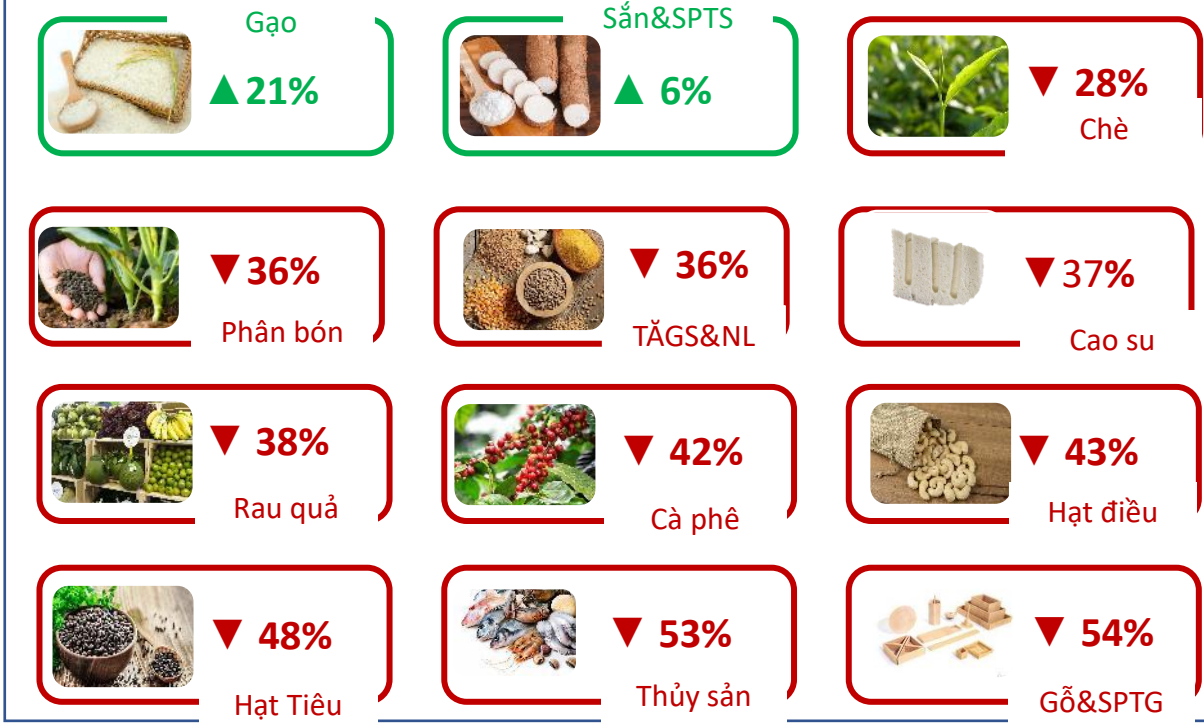 Gạo
▲21%
Sắn&SPTS
▲ 6%
▼ 28%
Chè
▼36%
Phân bón
▼ 36%
TĂGS&NL
▼37%
Cao su
▼ 38%
Rau quả
▼ 42%
Cà phê
▼ 43%
Hạt điều
▼ 48%
Hạt Tiêu
▼ 53%
Thủy sản
▼ 54%
Gỗ&SPTG